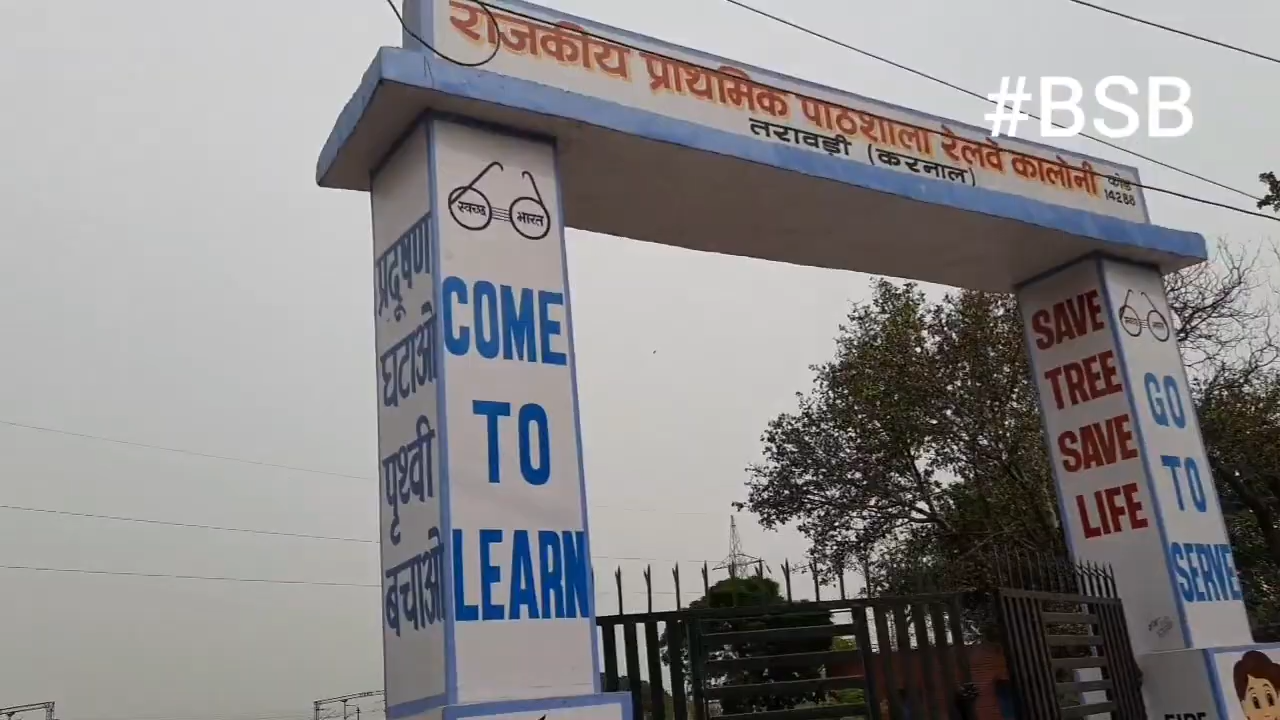 राजकीय प्राथमिक पाठशाला रेलवे कालोनी
तरावड़ी (करनाल)
कोड
14288
#BSB
स्वच्छ भारत
प्रदूषण
घटाओ
पृथ्वी
बचाओ
COME
TO
LEARN
SAVE
TREE
SAVE
LIFE
GO
TO
SERVE